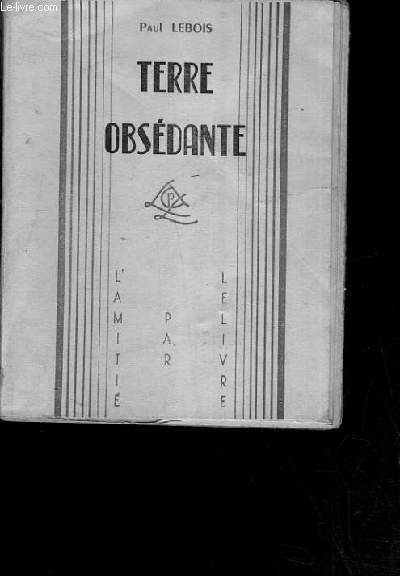 Le-livre.com
Paul LEBOIS
TERRE
OBSÉDANTE
L'AMITIÉ
PAR
LE LIVRE